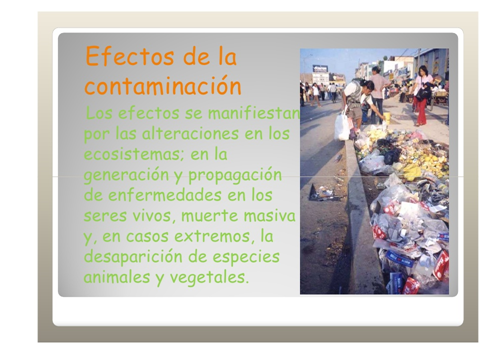 Efectos de la
contaminación
Los efectos se manifiestan
por las alteraciones en los
ecosistemas; en la
generación y propagación
de enfermedades en los
seres vivos, muerte masiva
y, en casos extremos, la
desaparición de especies
animales y vegetales.